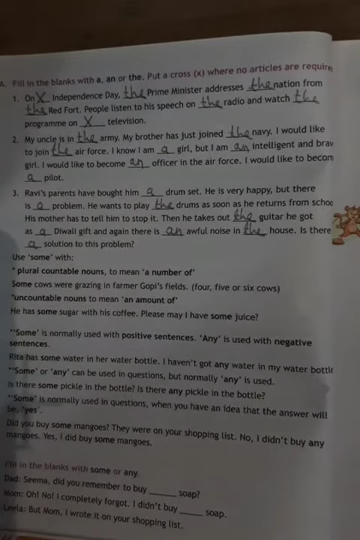 A. Fill in the blanks with a, an or the. Put a cross (x) where no articles are require
1. On X Independence Day, the Prime Minister addresses the nation from
the Red Fort. People listen to his speech on the radio and watch the
programme on X television.
2. My uncle is in the army. My brother has just joined the navy. I would like
to join the air force. I know I am a girl, but I am an intelligent and brav
girl. I would like to become an officer in the air force. I would like to becom
a pilot.
3. Ravi's parents have bought him a drum set. He is very happy, but there
is a problem. He wants to play the drums as soon as he returns from schoo
His mother has to tell him to stop it. Then he takes out the guitar he got
as a Diwali gift and again there is an awful noise in the house. Is there
a solution to this problem?
Use 'some' with:
* plural countable nouns, to mean 'a number of'
Some cows were grazing in farmer Gopi's fields. (four, five or six cows)
*uncountable nouns to mean 'an amount of'
He has some sugar with his coffee. Please may I have some juice?
*'Some' is normally used with positive sentences. 'Any' is used with negative
sentences.
Rita has some water in her water bottle. I haven't got any water in my water bottle
*'Some' or 'any' can be used in questions, but normally 'any' is used.
Is there some pickle in the bottle? Is there any pickle in the bottle?
*'Some' is normally used in questions, when you have an idea that the answer will
be, 'yes'.
Did you buy some mangoes? They were on your shopping list. No, I didn't buy any
mangoes. Yes, I did buy some mangoes.
Fill in the blanks with some or any.
Dad: Seema, did you remember to buy ______ soap?
Mom: Oh! No! I completely forgot. I didn't buy ______ soap.
Leela: But Mom, I wrote it on your shopping list.